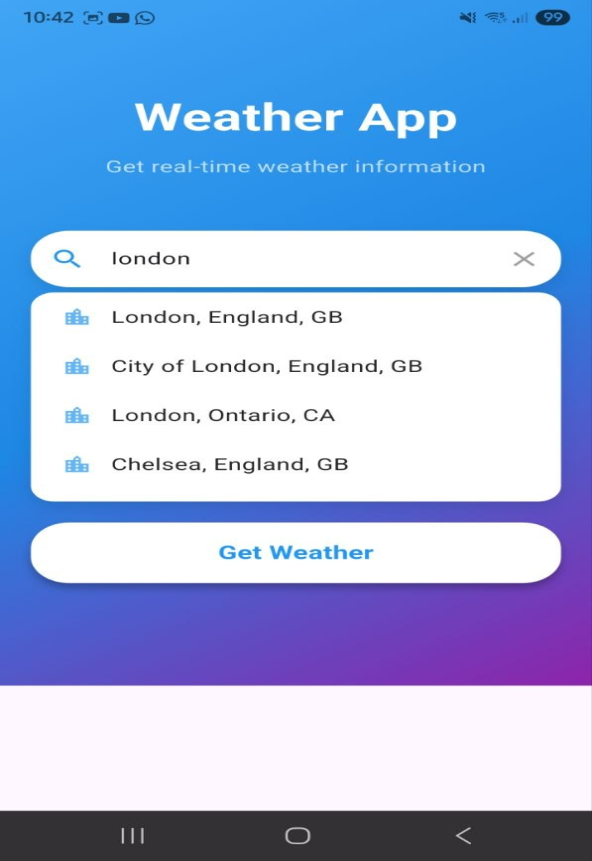 10:42
99
Weather App
Get real-time weather information
london
London, England, GB
City of London, England, GB
London, Ontario, CA
Chelsea, England, GB
Get Weather